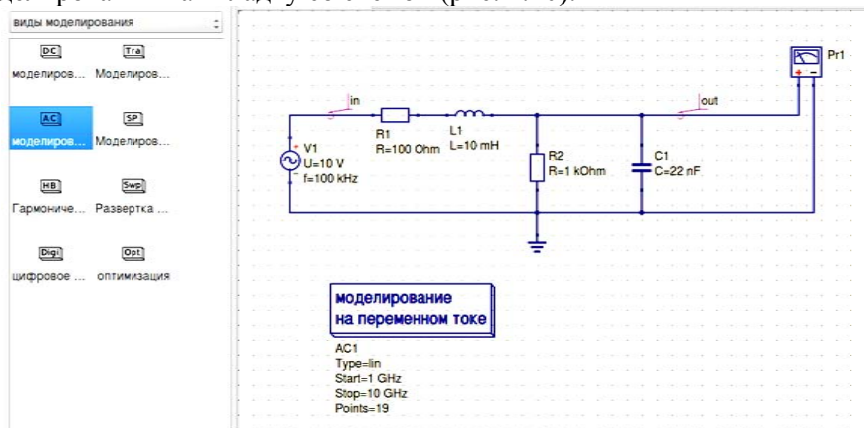 виды моделирования
DC
Tra
моделиров... Моделиров...
AC
SP
моделиров... Моделиров...
HB
Swp
Гармониче... Развертка ...
Digi
Opt
цифровое ... оптимизация
Pr1
in
out
R1
R=100 Ohm
L1
L=10 mH
V1
U=10 V
f=100 kHz
R2
R=1 kOhm
C1
C=22 nF
моделирование
на переменном токе
AC1
Type=lin
Start=1 GHz
Stop=10 GHz
Points=19